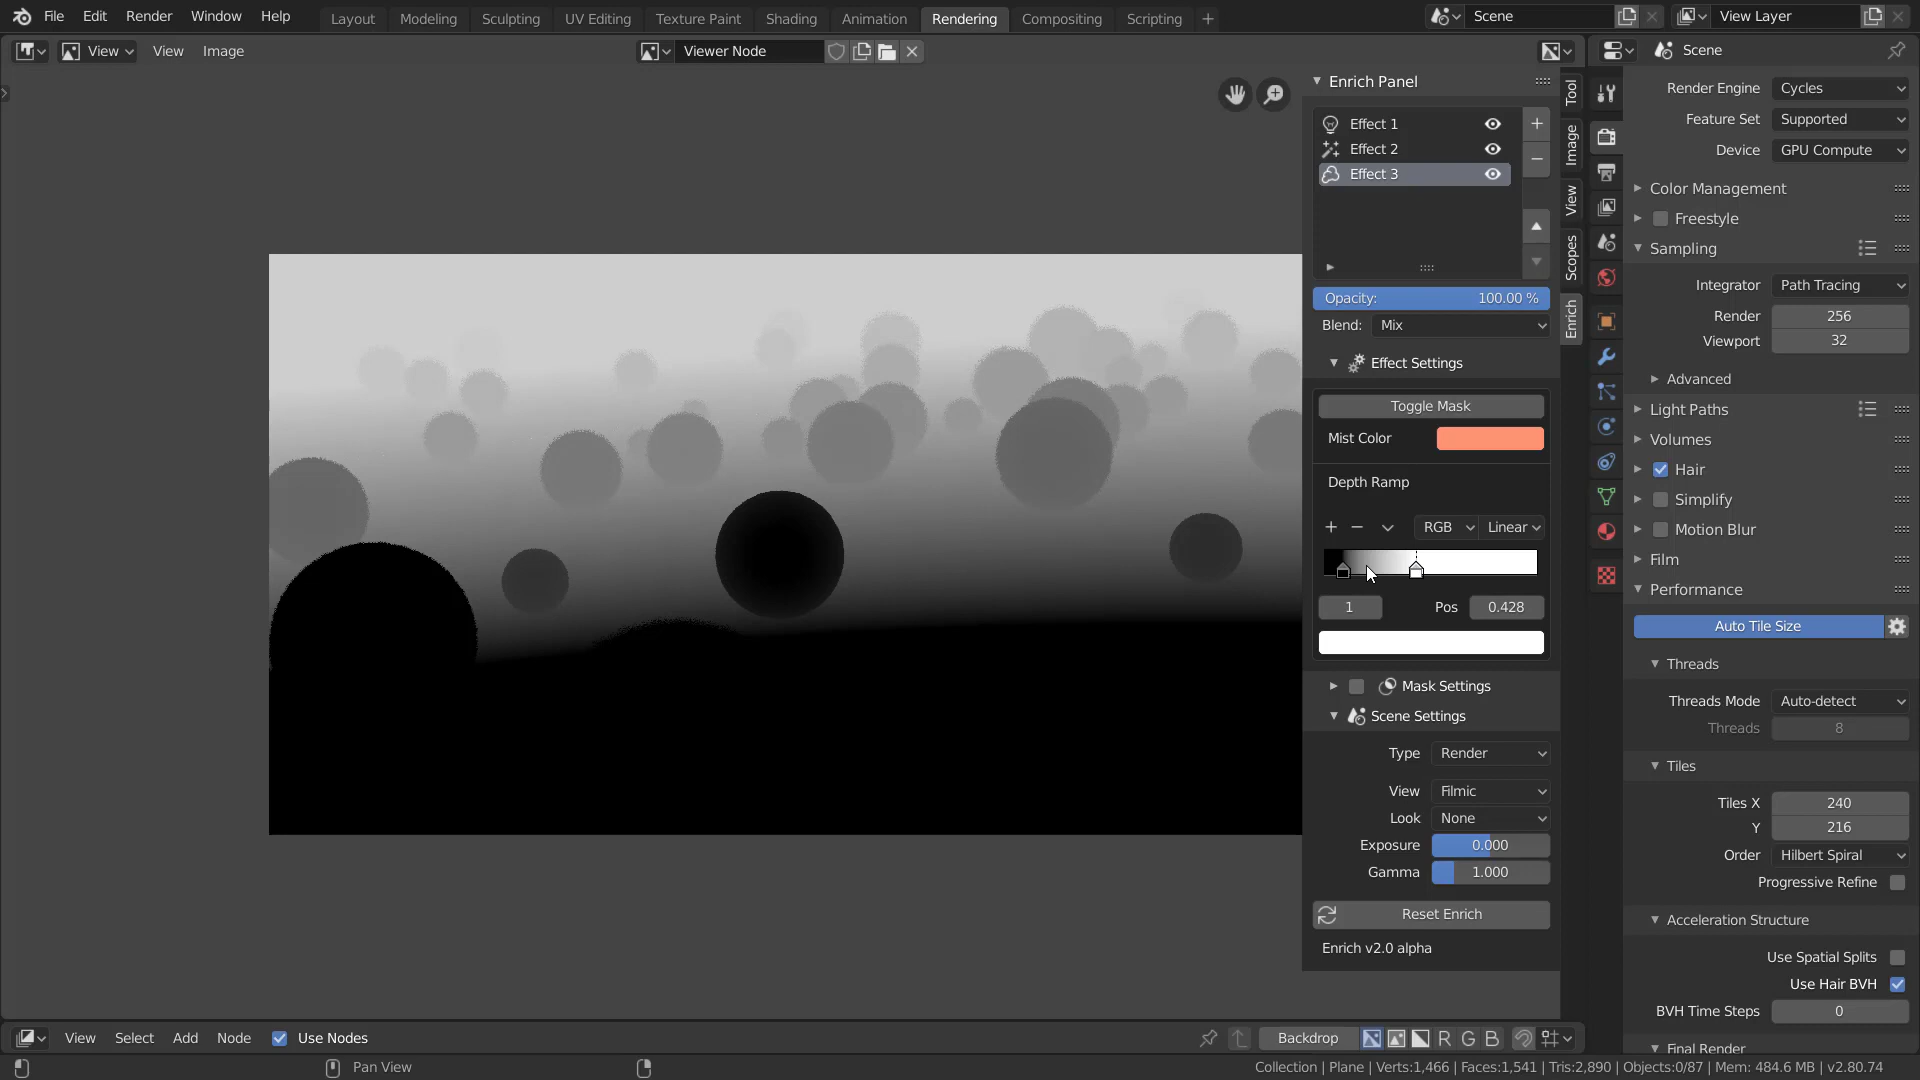 File Edit Render Window Help Layout Modeling Sculpting UV Editing Texture Paint Shading Animation Rendering Compositing Scripting + Scene View Layer
View View Image Viewer Node Scene
Enrich Panel
Effect 1
Effect 2
Effect 3
Opacity: 100.00 %
Blend: Mix
Effect Settings
Toggle Mask
Mist Color
Depth Ramp
RGB Linear
1 Pos 0.428
Mask Settings
Scene Settings
Type Render
View Filmic
Look None
Exposure 0.000
Gamma 1.000
Reset Enrich
Enrich v2.0 alpha
Tool
Image
View
Scopes
Enrich
Render Engine Cycles
Feature Set Supported
Device GPU Compute
Color Management
Freestyle
Sampling
Integrator Path Tracing
Render 256
Viewport 32
Advanced
Light Paths
Volumes
Hair
Simplify
Motion Blur
Film
Performance
Auto Tile Size
Threads
Threads Mode Auto-detect
Threads 8
Tiles
Tiles X 240
Y 216
Order Hilbert Spiral
Progressive Refine
Acceleration Structure
Use Spatial Splits
Use Hair BVH
BVH Time Steps 0
Final Render
View Select Add Node Use Nodes Backdrop R G B
Pan View Collection | Plane | Verts:1,466 | Faces:1,541 | Tris:2,890 | Objects:0/87 | Mem: 484.6 MB | v2.80.74